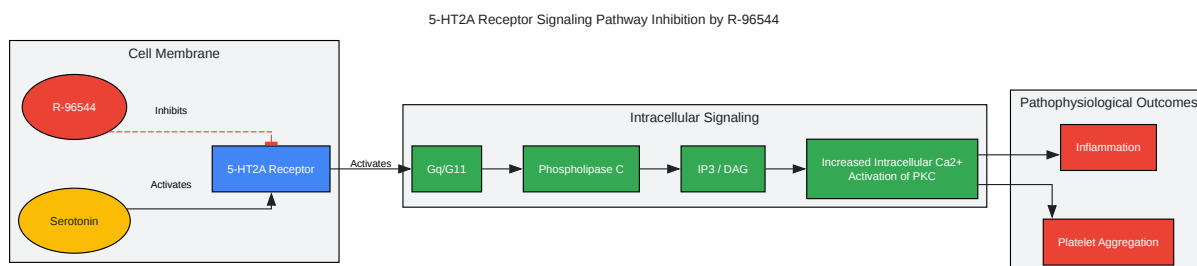 5-HT2A Receptor Signaling Pathway Inhibition by R-96544
Cell Membrane
R-96544
Inhibits
5-HT2A Receptor
Activates
Serotonin
Activates
Intracellular Signaling
Gq/G11
Phospholipase C
IP3 / DAG
Increased Intracellular Ca2+
Activation of PKC
Pathophysiological Outcomes
Inflammation
Platelet Aggregation